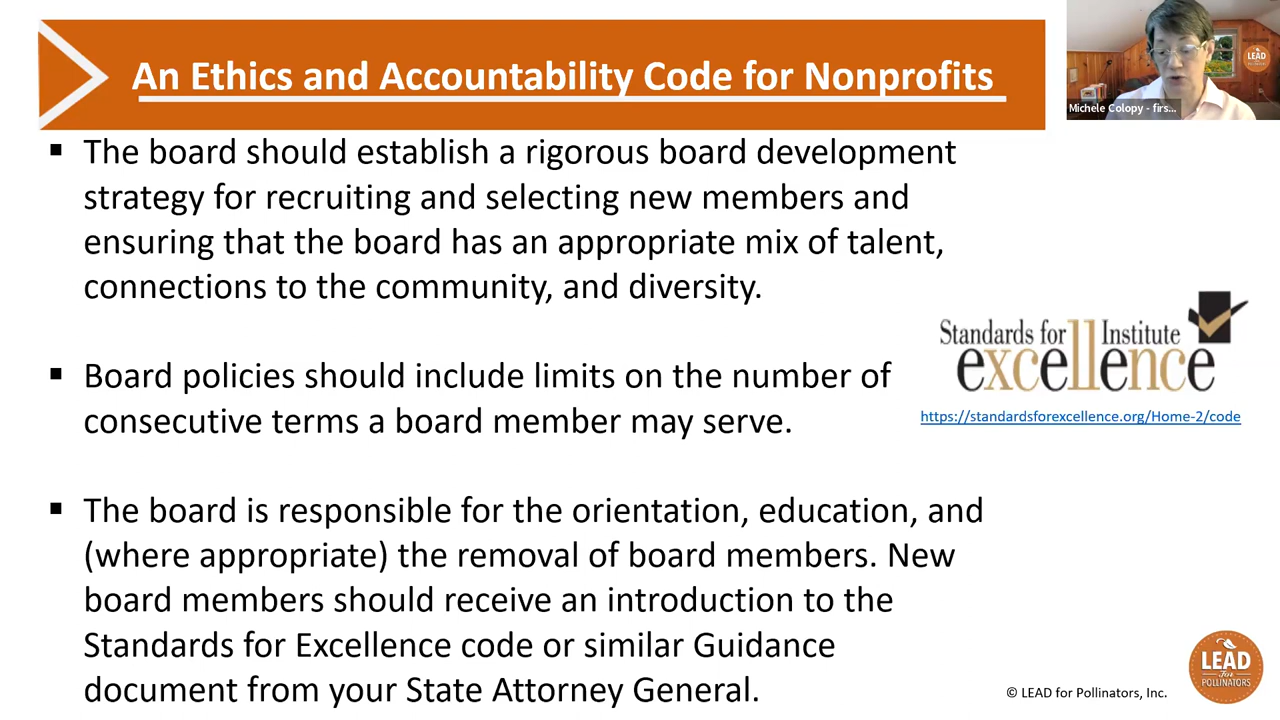 An Ethics and Accountability Code for Nonprofits
LEAD
Michele Colopy - firs...
▪ The board should establish a rigorous board development
strategy for recruiting and selecting new members and
ensuring that the board has an appropriate mix of talent,
connections to the community, and diversity.
▪ Board policies should include limits on the number of
consecutive terms a board member may serve.
Standards for Institute
excellence
https://standardsforexcellence.org/Home-2/code
▪ The board is responsible for the orientation, education, and
(where appropriate) the removal of board members. New
board members should receive an introduction to the
Standards for Excellence code or similar Guidance
document from your State Attorney General.
LEAD
for
POLLINATORS
© LEAD for Pollinators, Inc.